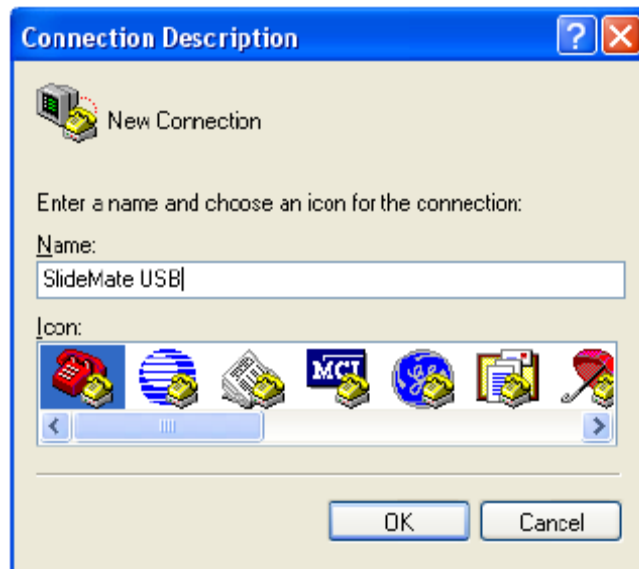 Connection Description
New Connection
Enter a name and choose an icon for the connection:
Name:
SlideMate USB
Icon:
MCI
OK Cancel